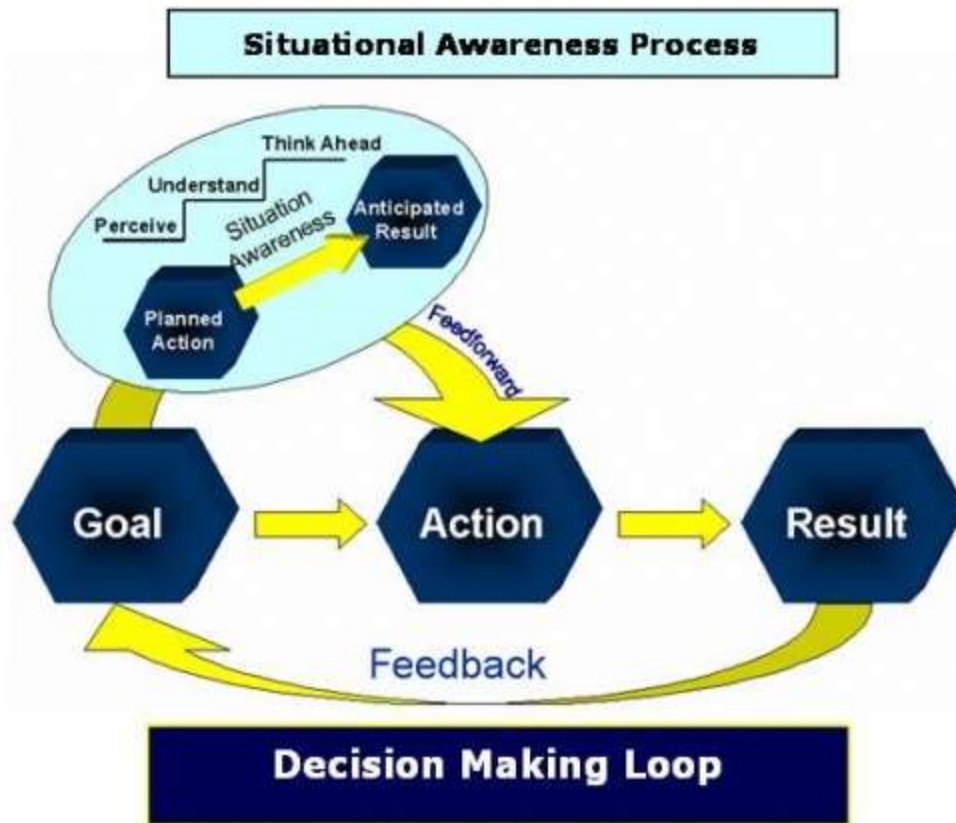 Situational Awareness Process
Think Ahead
Understand
Perceive
Situation
Awareness
Anticipated
Result
Planned
Action
Feedforward
Goal
Action
Result
Feedback
Decision Making Loop